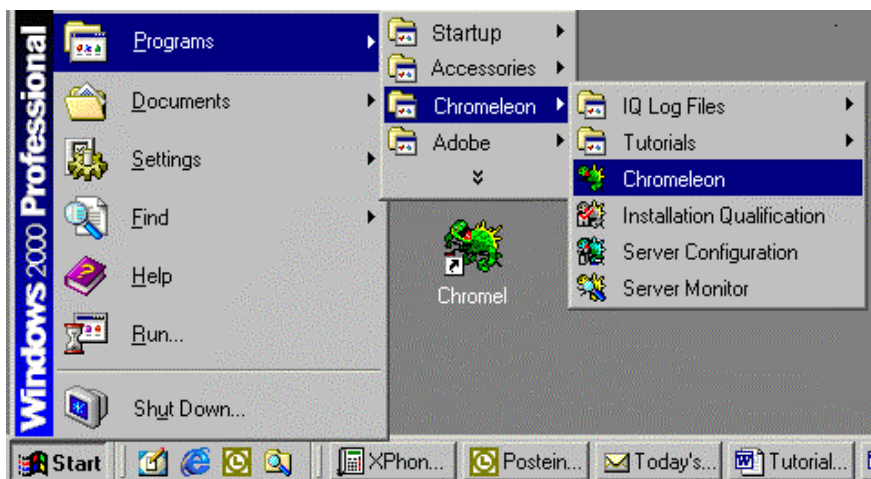 Windows 2000 Professional
Programs
Documents
Settings
Find
Help
Run...
Shut Down...
Startup
Accessories
Chromeleon
Adobe
IQ Log Files
Tutorials
Chromeleon
Installation Qualification
Server Configuration
Server Monitor
Chromel
Start
XPhon...
Postein...
Today's...
Tutorial...